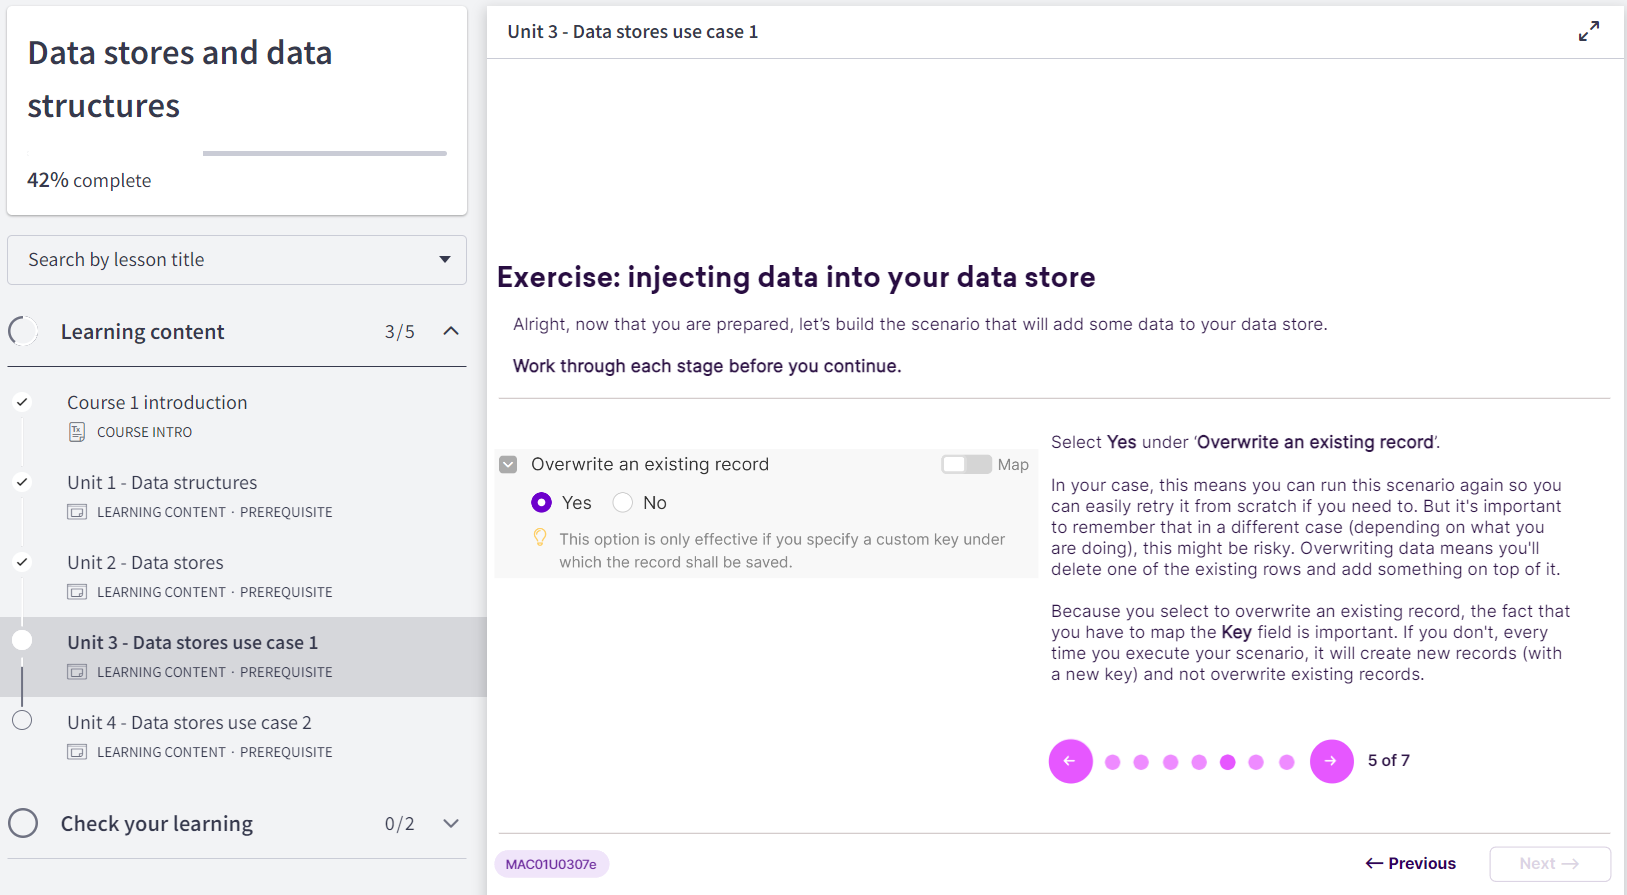 Data stores and data
structures
42% complete
Search by lesson title
Learning content 3/5
Course 1 introduction
COURSE INTRO
Unit 1 - Data structures
LEARNING CONTENT · PREREQUISITE
Unit 2 - Data stores
LEARNING CONTENT · PREREQUISITE
Unit 3 - Data stores use case 1
LEARNING CONTENT · PREREQUISITE
Unit 4 - Data stores use case 2
LEARNING CONTENT · PREREQUISITE
Check your learning 0/2
Unit 3 - Data stores use case 1
Exercise: injecting data into your data store
Alright, now that you are prepared, let’s build the scenario that will add some data to your data store.
Work through each stage before you continue.
Overwrite an existing record Map
Yes No
This option is only effective if you specify a custom key under
which the record shall be saved.
Select Yes under ‘Overwrite an existing record’.
In your case, this means you can run this scenario again so you
can easily retry it from scratch if you need to. But it's important
to remember that in a different case (depending on what you
are doing), this might be risky. Overwriting data means you'll
delete one of the existing rows and add something on top of it.
Because you select to overwrite an existing record, the fact that
you have to map the Key field is important. If you don't, every
time you execute your scenario, it will create new records (with
a new key) and not overwrite existing records.
← → 5 of 7
MAC01U0307e
← Previous Next →